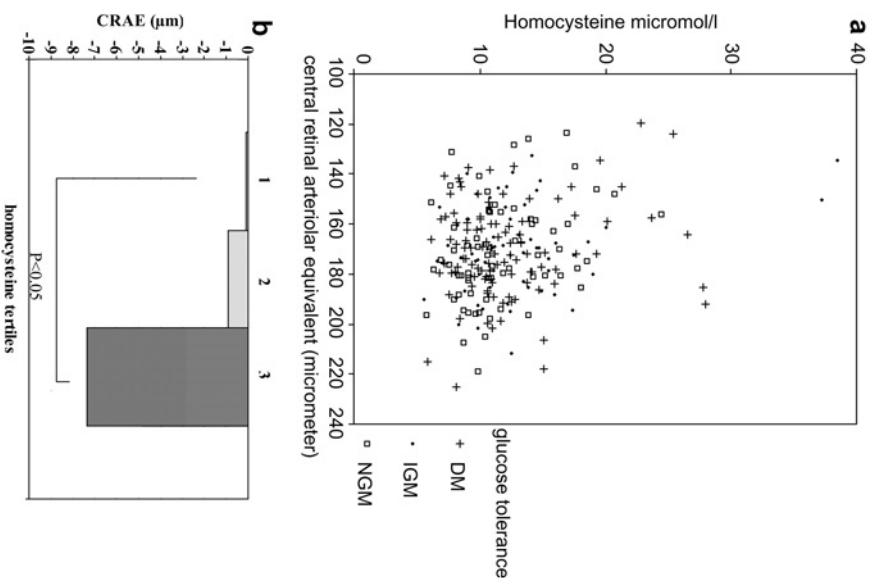 a
Homocysteine micromol/l
40
30
20
10
0
100 120 140 160 180 200 220 240
central retinal arteriolar equivalent (micrometer)
glucose tolerance
+ DM
• IGM
□ NGM
b
CRAE (µm)
0
-1
-2
-3
-4
-5
-6
-7
-8
-9
-10
1 2 3
P<0.05
homocysteine tertiles